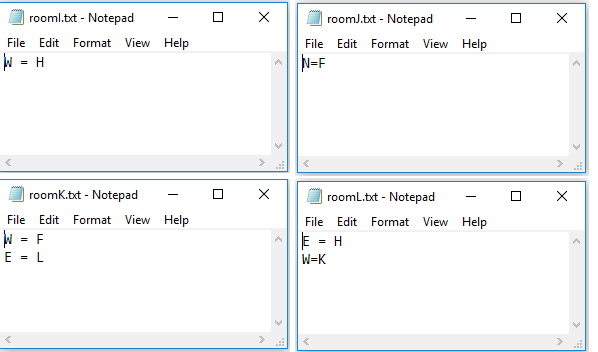 roomI.txt - Notepad
File Edit Format View Help
W = H
roomJ.txt - Notepad
File Edit Format View Help
N=F
roomK.txt - Notepad
File Edit Format View Help
W = F
E = L
roomL.txt - Notepad
File Edit Format View Help
E = H
W=K